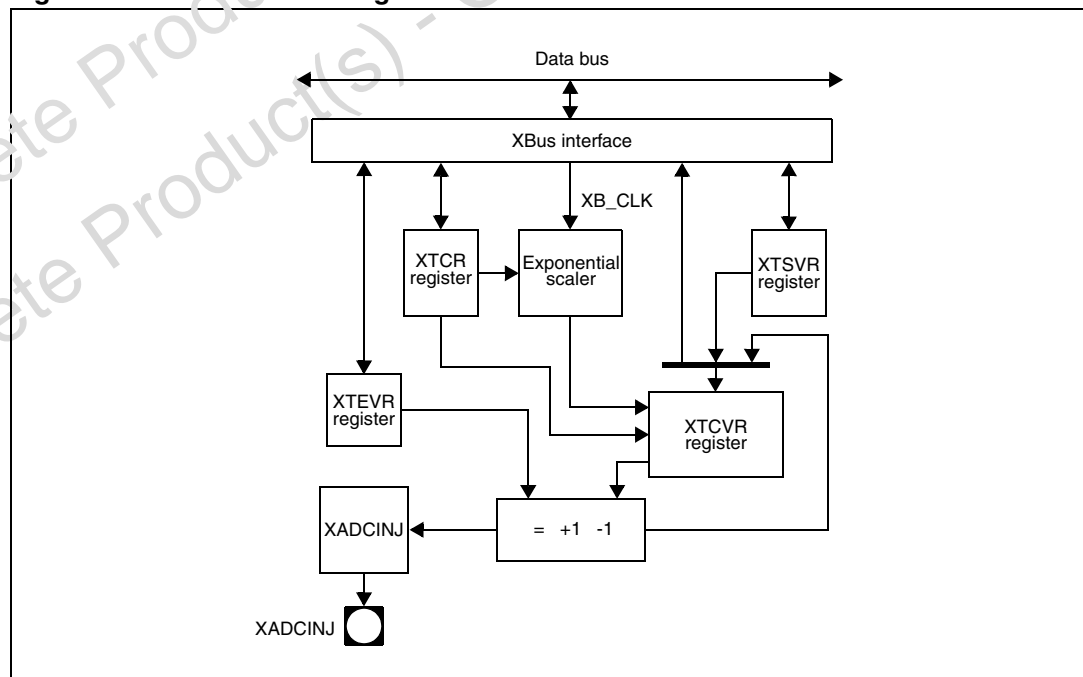 Data bus
XBus interface
XB_CLK
XTCR
register
Exponential
scaler
XTSVR
register
XTEVR
register
XTCVR
register
XADCINJ
= +1 -1
XADCINJ